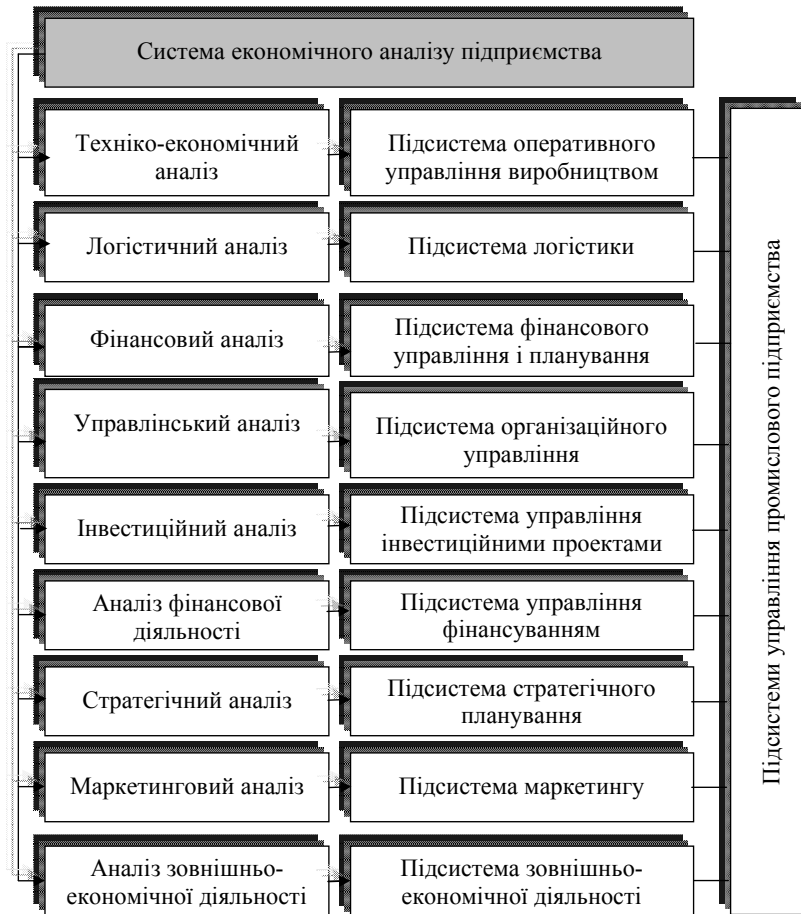 Система економічного аналізу підприємства
Техніко-економічний
аналіз
Підсистема оперативного
управління виробництвом
Логістичний аналіз
Підсистема логістики
Фінансовий аналіз
Підсистема фінансового
управління і планування
Управлінський аналіз
Підсистема організаційного
управління
Інвестиційний аналіз
Підсистема управління
інвестиційними проектами
Аналіз фінансової
діяльності
Підсистема управління
фінансуванням
Стратегічний аналіз
Підсистема стратегічного
планування
Маркетинговий аналіз
Підсистема маркетингу
Аналіз зовнішньо-
економічної діяльності
Підсистема зовнішньо-
економічної діяльності
Підсистеми управління промислового підприємства